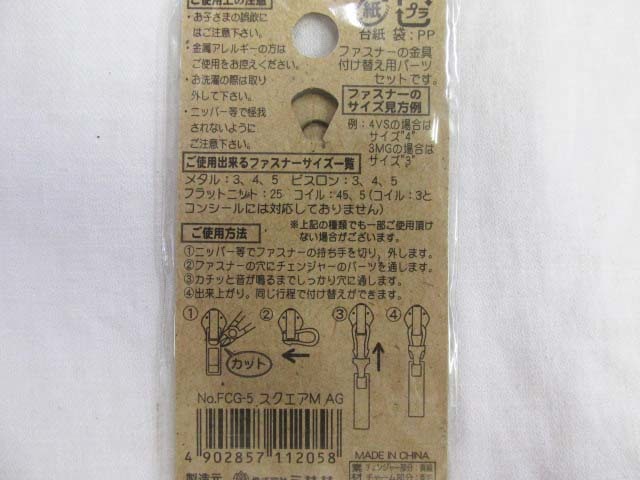 ご使用上の注意
・お子さまの誤飲に
はご注意下さい。
・金属アレルギーの方は
ご使用をお控えください。
・お洗濯の際は取り
外して下さい。
・ニッパー等で怪我
されないように
ご注意下さい。
紙 プラ
台紙 袋:PP
ファスナーの金具
付け替え用パーツ
セットです。
ファスナーの
サイズ見方例
例:4VSの場合は
サイズ"4"
3MGの場合は
サイズ"3"
ご使用出来るファスナーサイズ一覧
メタル:3、4、5 ビスロン:3、4、5
フラットニット:25 コイル:45、5(コイル:3と
コンシールには対応しておりません)
※上記の種類でも一部ご使用頂け
ない場合がございます。
ご使用方法
①ニッパー等でファスナーの持ち手を切り、外します。
②ファスナーの穴にチェンジャーのパーツを通します。
③カチッと音が鳴るまでしっかり穴に通します。
④出来上がり。同じ行程で付け替えができます。
① ② ③ ④
カット
No.FCG-5 スクエアM AG
4 902857 112058
MADE IN CHINA
製造元
チェンジャー部分:
チャーム部分: